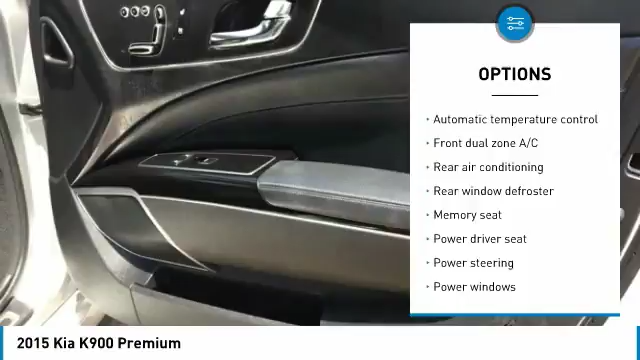 OPTIONS
• Automatic temperature control
• Front dual zone A/C
• Rear air conditioning
• Rear window defroster
• Memory seat
• Power driver seat
• Power steering
• Power windows
2015 Kia K900 Premium